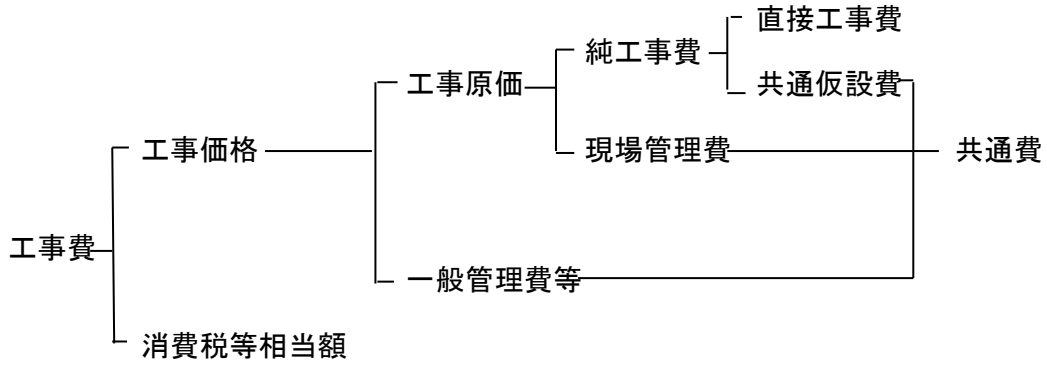 直接工事費
純工事費
共通仮設費
工事原価
工事価格
現場管理費
共通費
工事費
一般管理費等
消費税等相当額